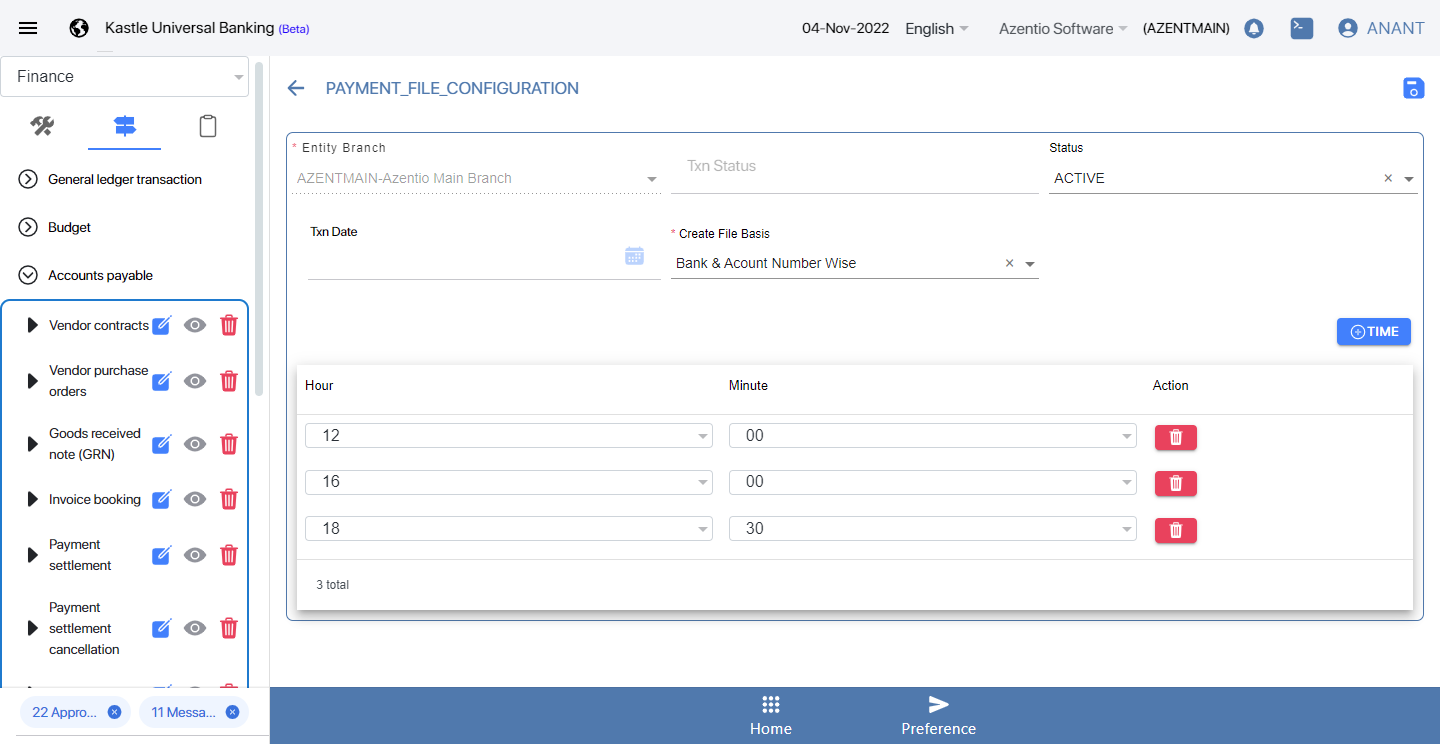 Kastle Universal Banking (Beta)
04-Nov-2022
English
Azentio Software
(AZENTMAIN)
ANANT
Finance
General ledger transaction
Budget
Accounts payable
Vendor contracts
Vendor purchase
orders
Goods received
note (GRN)
Invoice booking
Payment
settlement
Payment
settlement
cancellation
22 Appro...
11 Messa...
PAYMENT_FILE_CONFIGURATION
* Entity Branch
AZENTMAIN-Azentio Main Branch
Txn Status
Status
ACTIVE
Txn Date
* Create File Basis
Bank & Acount Number Wise
TIME
Hour Minute Action
12 00
16 00
18 30
3 total
Home
Preference